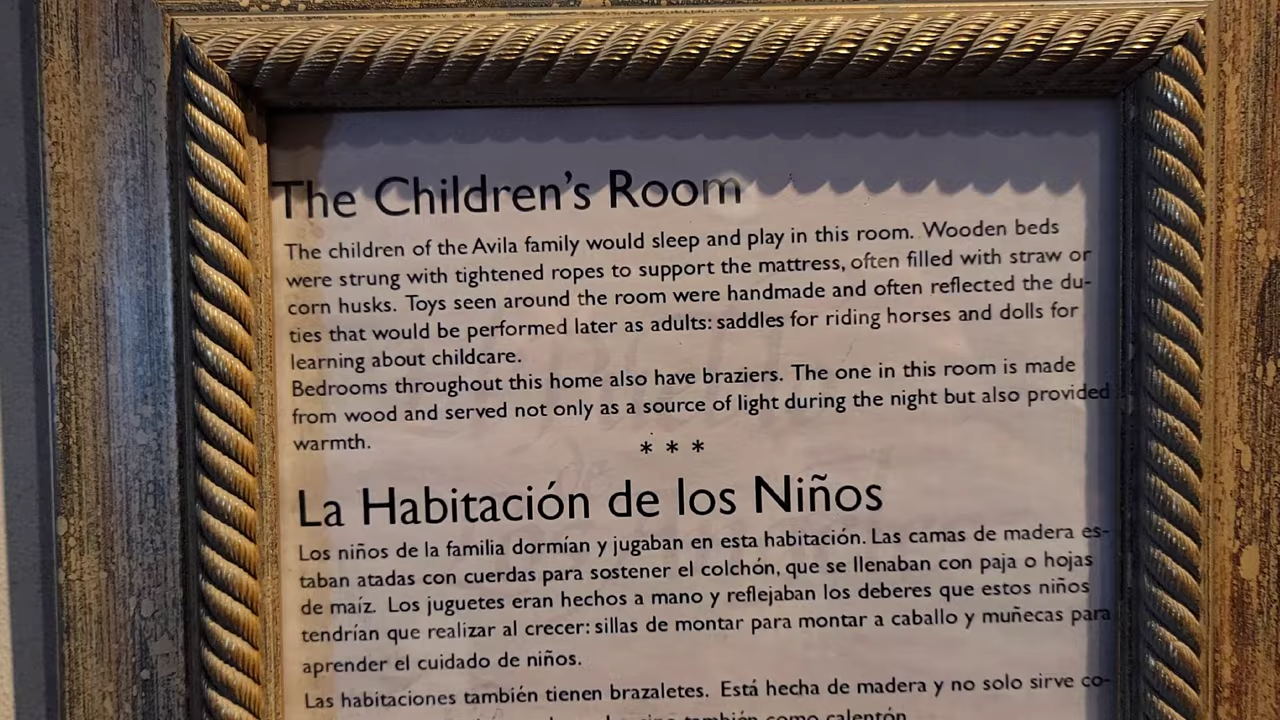 The Children's Room
The children of the Avila family would sleep and play in this room. Wooden beds
were strung with tightened ropes to support the mattress, often filled with straw or
corn husks. Toys seen around the room were handmade and often reflected the du-
ties that would be performed later as adults: saddles for riding horses and dolls for
learning about childcare.
Bedrooms throughout this home also have braziers. The one in this room is made
from wood and served not only as a source of light during the night but also provided
warmth.
* * *
La Habitación de los Niños
Los niños de la familia dormían y jugaban en esta habitación. Las camas de madera es-
taban atadas con cuerdas para sostener el colchón, que se llenaban con paja o hojas
de maíz. Los juguetes eran hechos a mano y reflejaban los deberes que estos niños
tendrían que realizar al crecer: sillas de montar para montar a caballo y muñecas para
aprender el cuidado de niños.
Las habitaciones también tienen brazaletes. Está hecha de madera y no solo sirve co-
también como calentón